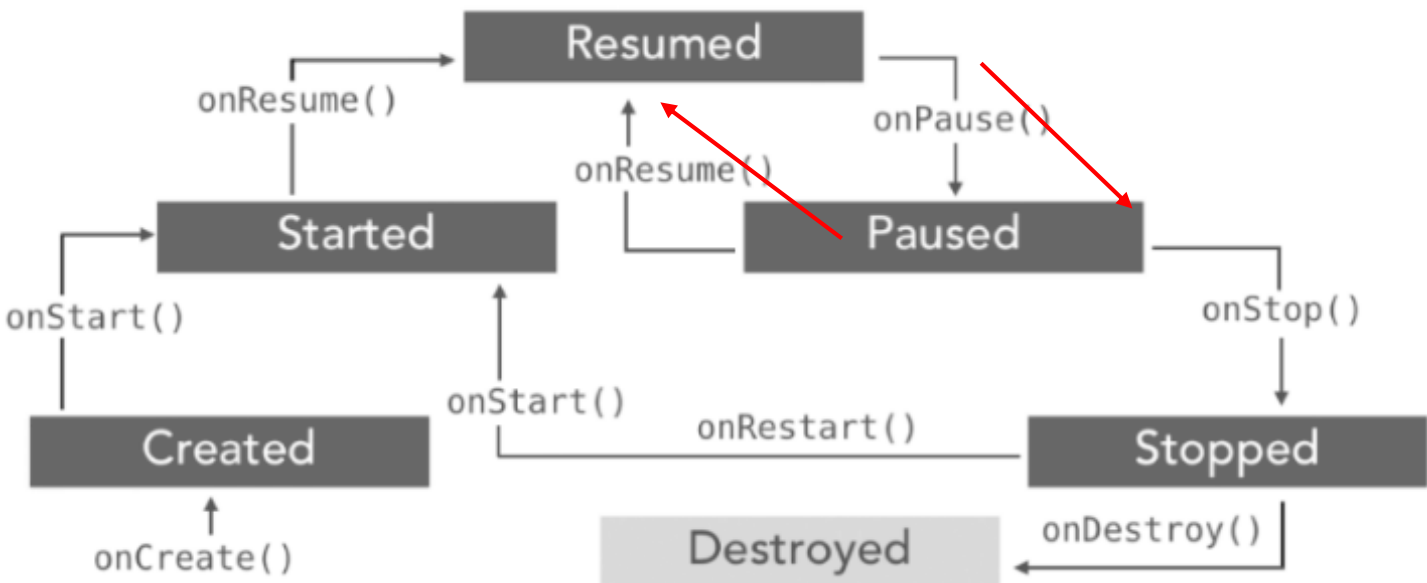 Resumed
onResume()
onPause()
onResume()
Started
Paused
onStart()
onStop()
onStart()
onRestart()
Created
Stopped
onCreate()
Destroyed
onDestroy()